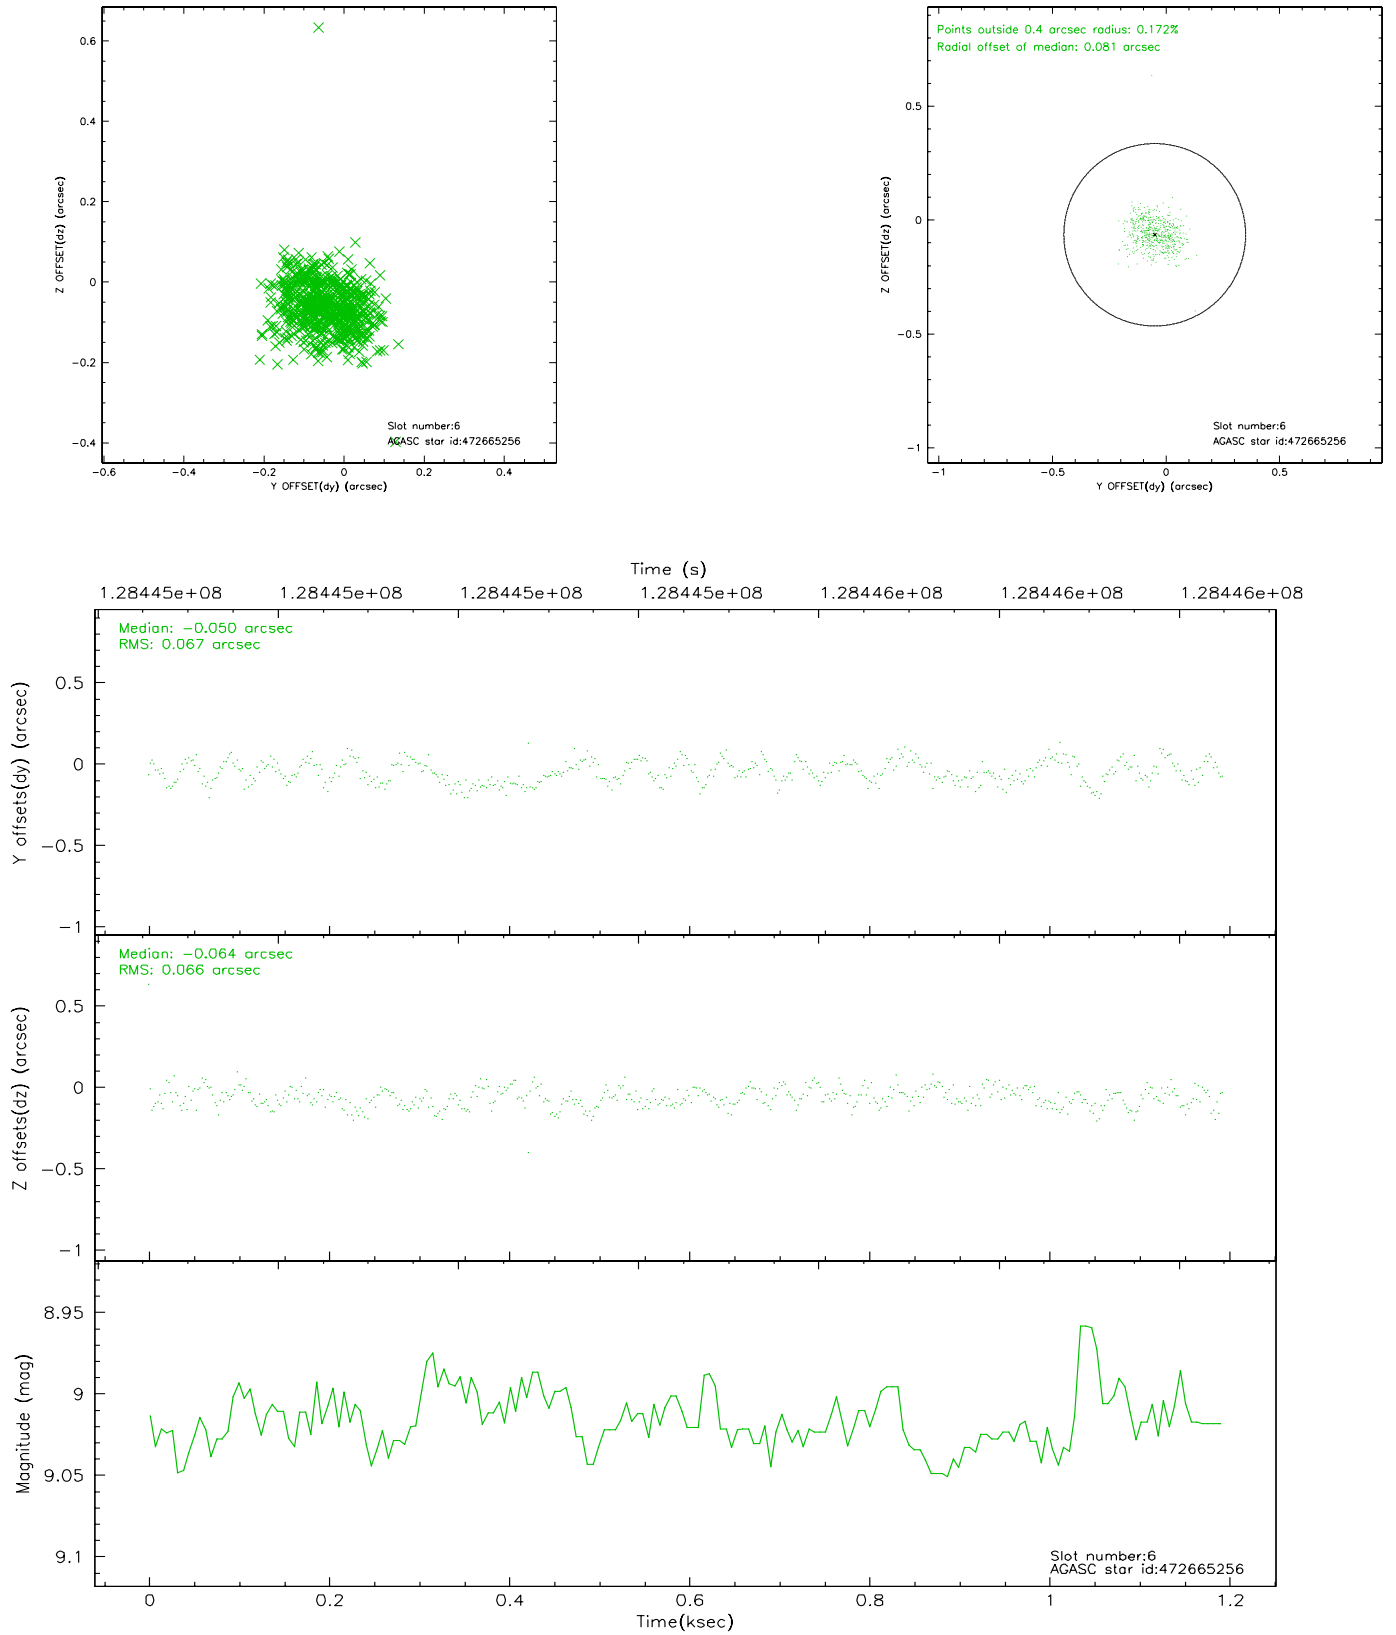 0.6
0.4
0.2
0
−0.2
−0.4
Z OFFSET(dz) (arcsec)
Slot number:6
AGASC star id:472665256
−0.6
−0.4
−0.2
0
0.2
0.4
Y OFFSET(dy) (arcsec)
Points outside 0.4 arcsec radius: 0.172%
Radial offset of median: 0.081 arcsec
0.5
0
−0.5
−1
Z OFFSET(dz) (arcsec)
Slot number:6
AGASC star id:472665256
−1
−0.5
0
0.5
Y OFFSET(dy) (arcsec)
Time (s)
1.28445e+08 1.28445e+08 1.28445e+08 1.28445e+08 1.28446e+08 1.28446e+08 1.28446e+08
Median: −0.050 arcsec
RMS: 0.067 arcsec
0.5
0
−0.5
−1
Y offsets(dy) (arcsec)
Median: −0.064 arcsec
RMS: 0.066 arcsec
0.5
0
−0.5
−1
Z offsets(dz) (arcsec)
8.95
9
9.05
9.1
Magnitude (mag)
Slot number:6
AGASC star id:472665256
0 0.2 0.4 0.6 0.8 1 1.2
Time(ksec)